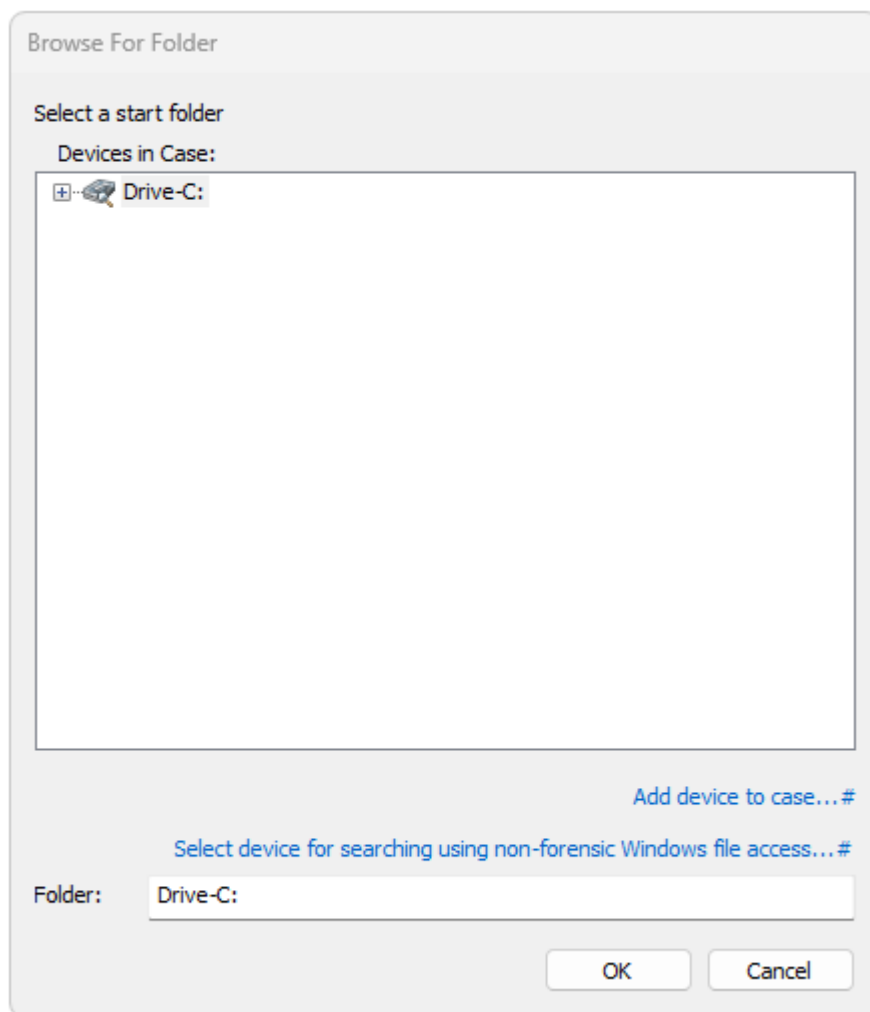 Browse For Folder
Select a start folder
Devices in Case:
Drive-C:
Add device to case...#
Select device for searching using non-forensic Windows file access...#
Folder: Drive-C:
OK Cancel